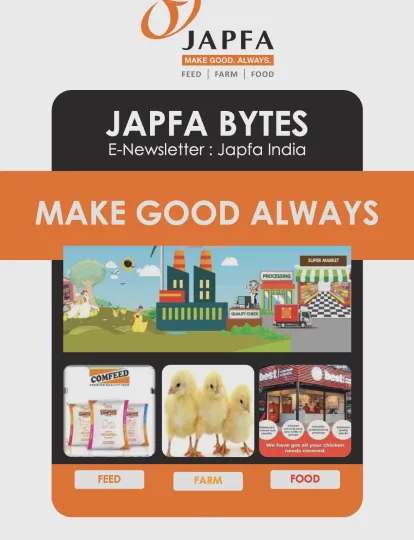 JAPFA
MAKE GOOD. ALWAYS.
FEED | FARM | FOOD
JAPFA BYTES
E-Newsletter : Japfa India
MAKE GOOD ALWAYS
SUPER MARKET
PROCESSING
QUALITY CHECK
COMFEED
best
best
We have got all your chicken
needs covered.
FEED
FARM
FOOD